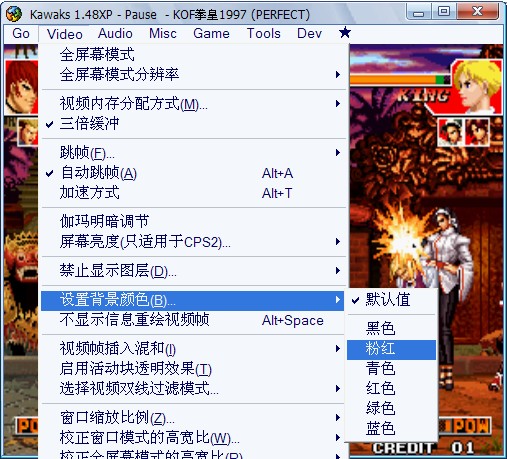 Kawaks 1.48XP - Pause - KOF拳皇1997 (PERFECT)
Go Video Audio Misc Game Tools Dev ★
全屏幕模式
全屏幕模式分辨率
视频内存分配方式(M)...
✓ 三倍缓冲
跳帧(F)...
✓ 自动跳帧(A) Alt+A
加速方式 Alt+T
伽玛明暗调节
屏幕亮度(只适用于CPS2)...
禁止显示图层(D)...
设置背景颜色(B)...
不显示信息重绘视频帧 Alt+Space
视频帧插入混和(I)
启用活动块透明效果(T)
选择视频双线过滤模式...
窗口缩放比例(Z)...
校正窗口模式的高宽比(W)...
校正全屏幕模式的高宽比(R)...
✓ 默认值
黑色
粉红
青色
红色
绿色
蓝色
KING
POW
CREDIT 01